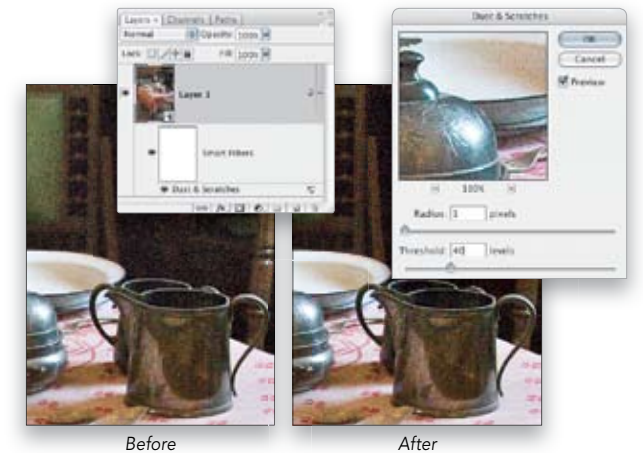 Layers × Channels Paths
Normal Opacity: 100%
Lock: Fill: 100%
Layer 1
Smart Filters
Dust & Scratches
Dust & Scratches
OK
Cancel
Preview
100%
Radius: 1 pixels
Threshold: 40 levels
Before
After